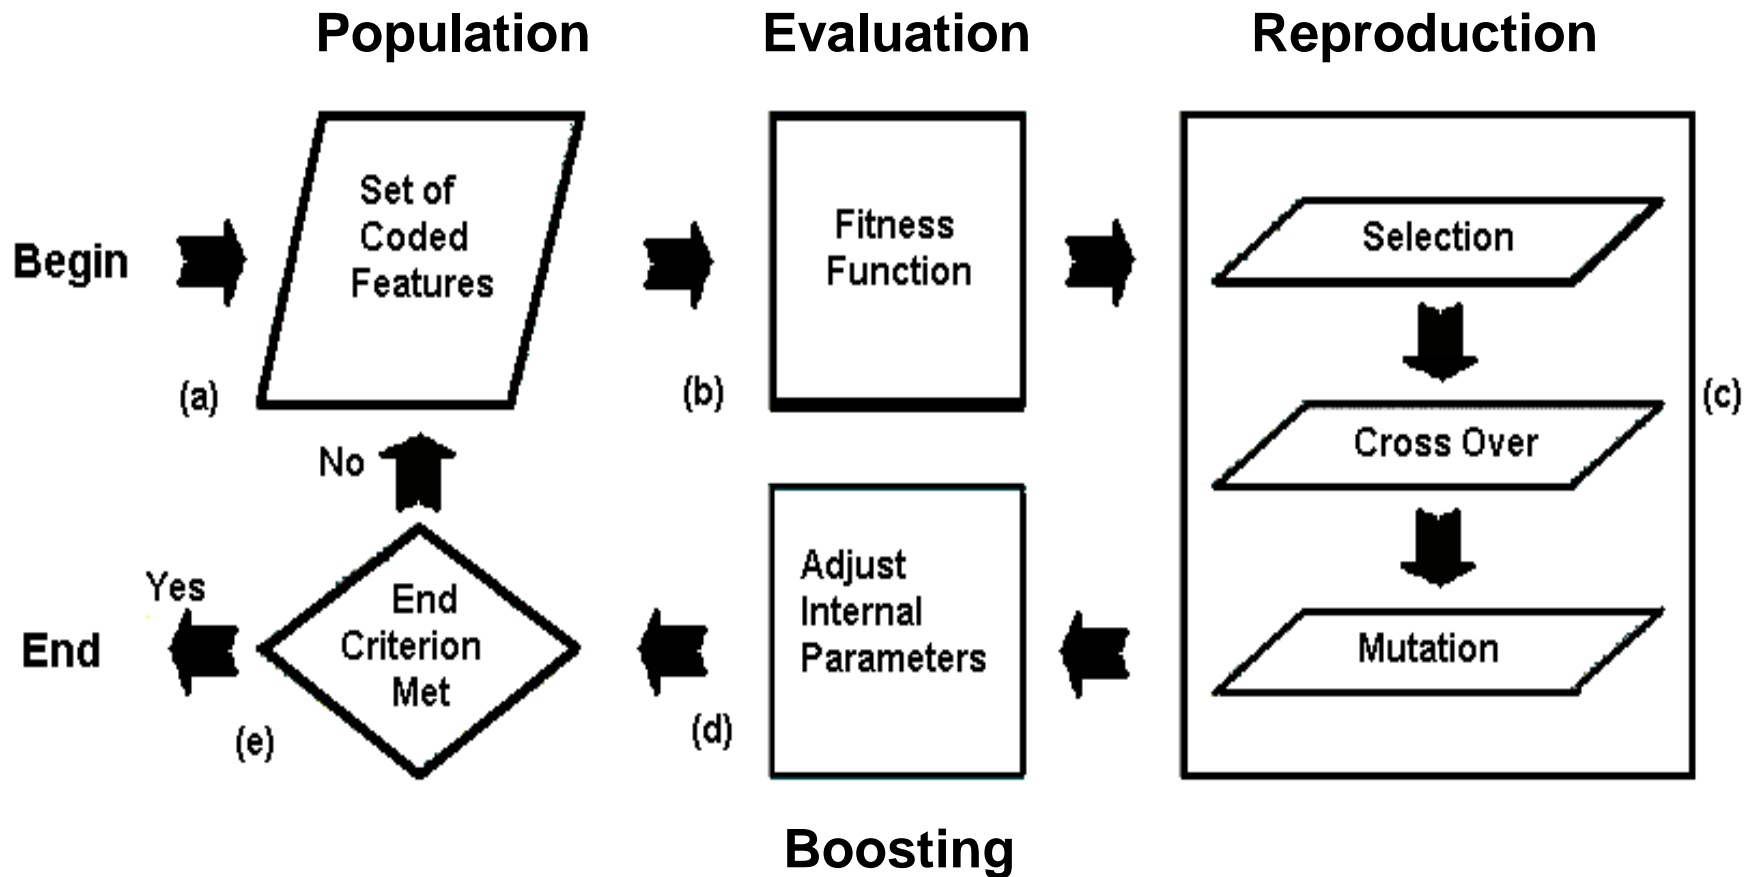 Population
Evaluation
Reproduction
Begin
(a)
Set of
Coded
Features
(b)
Fitness
Function
Selection
Cross Over
Mutation
(c)
Adjust
Internal
Parameters
(d)
Boosting
End
Criterion
Met
(e)
No
Yes
End